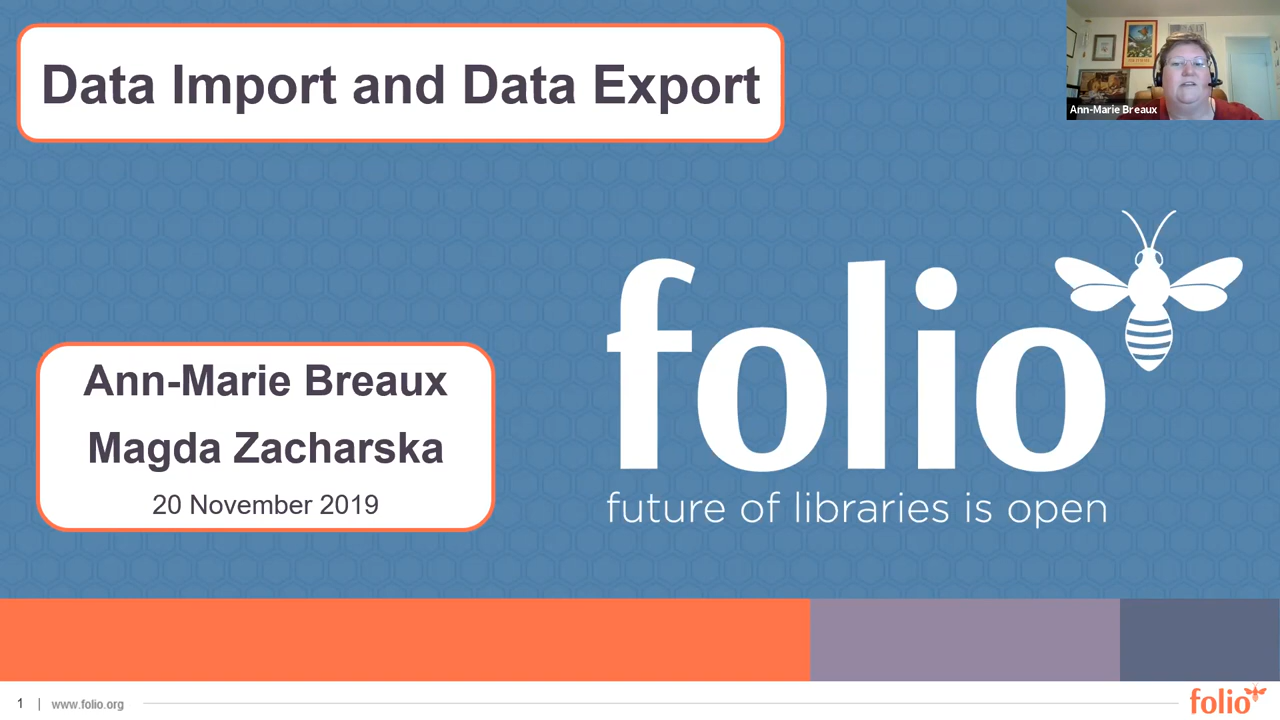 Data Import and Data Export
Ann-Marie Breaux
Ann-Marie Breaux
Magda Zacharska
20 November 2019
folio
future of libraries is open
1 | www.folio.org
folio